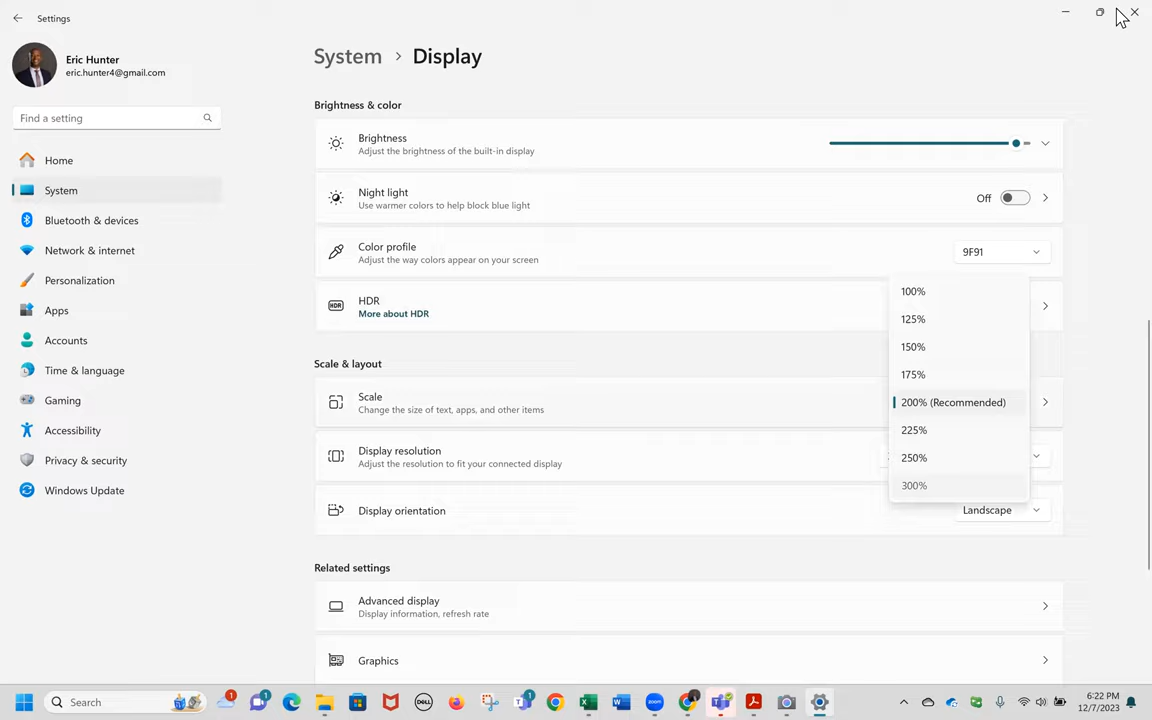 Settings
Eric Hunter
eric.hunter4@gmail.com
Find a setting
Home
System
Bluetooth & devices
Network & internet
Personalization
Apps
Accounts
Time & language
Gaming
Accessibility
Privacy & security
Windows Update
System > Display
Brightness & color
Brightness
Adjust the brightness of the built-in display
Night light
Use warmer colors to help block blue light
Off
Color profile
Adjust the way colors appear on your screen
9F91
HDR
HDR
More about HDR
Scale & layout
Scale
Change the size of text, apps, and other items
100%
125%
150%
175%
200% (Recommended)
225%
250%
300%
Display resolution
Adjust the resolution to fit your connected display
Display orientation
Landscape
Related settings
Advanced display
Display information, refresh rate
Graphics
Search
1
1
DELL
1
zoom
6:22 PM
12/7/2023